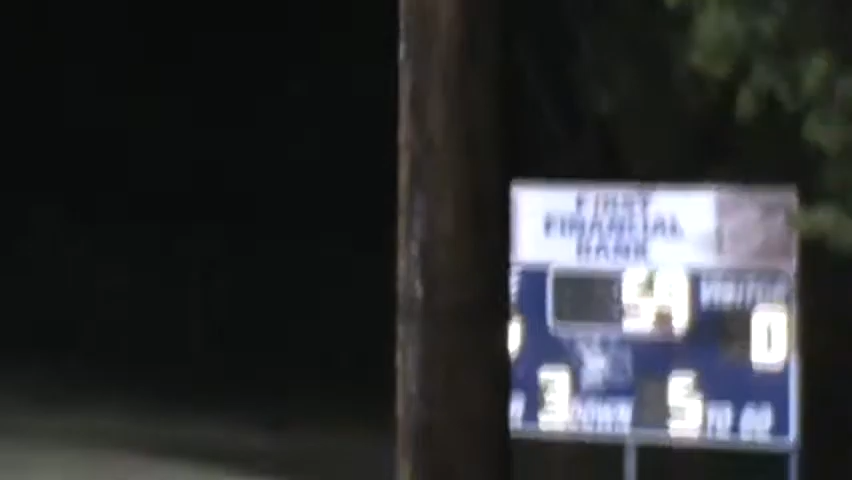 FIRST
FINANCIAL
BANK
VISITOR
0
3 DOWN 5 TO GO